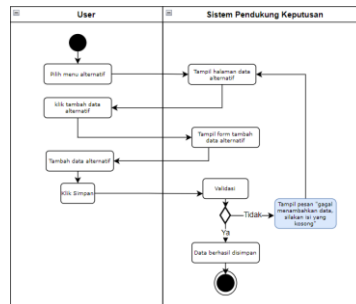 User
Sistem Pendukung Keputusan
Pilih menu alternatif
Tampil halaman data
alternatif
klik tambah data
alternatif
Tampil form tambah
data alternatif
Tambah data alternatif
Klik Simpan
Validasi
Tidak
Tampil pesan "gagal
menambahkan data,
silakan isi yang
kosong"
Ya
Data berhasil disimpan